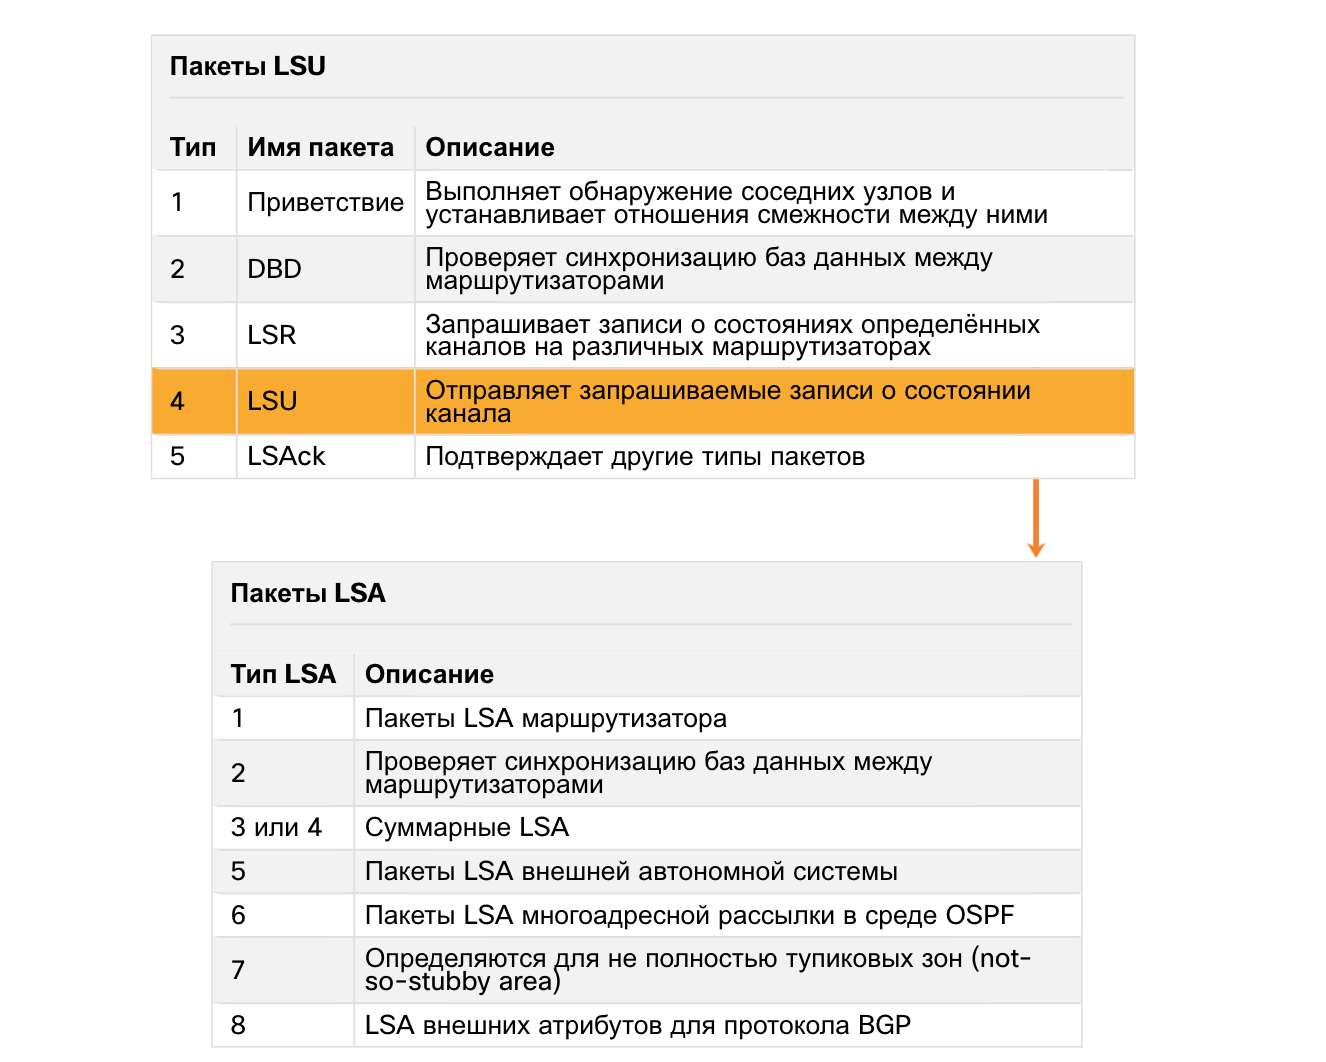 Пакеты LSU
Тип Имя пакета Описание
1 Приветствие Выполняет обнаружение соседних узлов и
устанавливает отношения смежности между ними
2 DBD Проверяет синхронизацию баз данных между
маршрутизаторами
3 LSR Запрашивает записи о состояниях определённых
каналов на различных маршрутизаторах
4 LSU Отправляет запрашиваемые записи о состоянии
канала
5 LSAck Подтверждает другие типы пакетов
Пакеты LSA
Тип LSA Описание
1 Пакеты LSA маршрутизатора
2 Проверяет синхронизацию баз данных между
маршрутизаторами
3 или 4 Суммарные LSA
5 Пакеты LSA внешней автономной системы
6 Пакеты LSA многоадресной рассылки в среде OSPF
7 Определяются для не полностью тупиковых зон (not-
so-stubby area)
8 LSA внешних атрибутов для протокола BGP